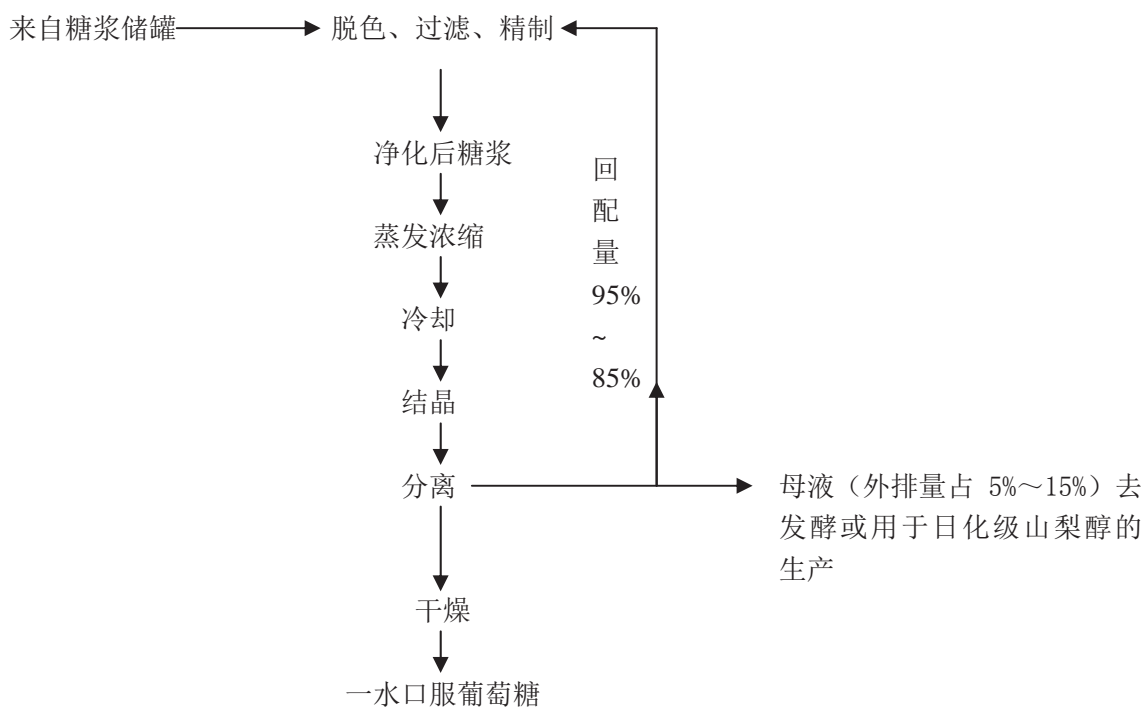 来自糖浆储罐
脱色、过滤、精制
净化后糖浆
蒸发浓缩
冷却
结晶
分离
干燥
一水口服葡萄糖
回
配
量
95%
~
85%
母液（外排量占 5%～15%）去
发酵或用于日化级山梨醇的
生产